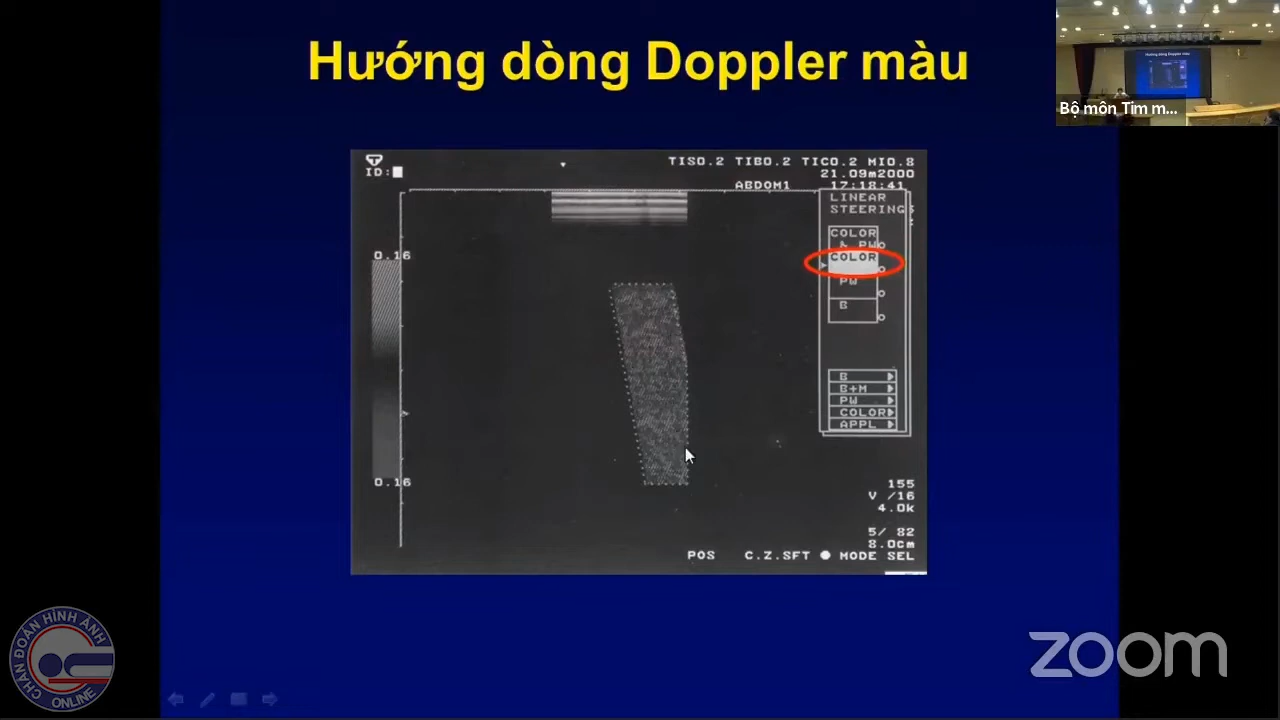 Hướng dòng Doppler màu
Bộ môn Tim m...
TIS0.2 TIB0.2 TIC0.2 MI0.8
ID:
21.09m2000
ABDOM1
17:18:41
LINEAR
STEERING
COLOR
& PW
COLOR
PW
B
0.16
0.16
B
B+M
PW
COLOR
APPL
155
V /16
4.0k
5/ 82
8.0cm
POS C.Z.SFT MODE SEL
CHẨN ĐOÁN HÌNH ẢNH
ONLINE
zoom